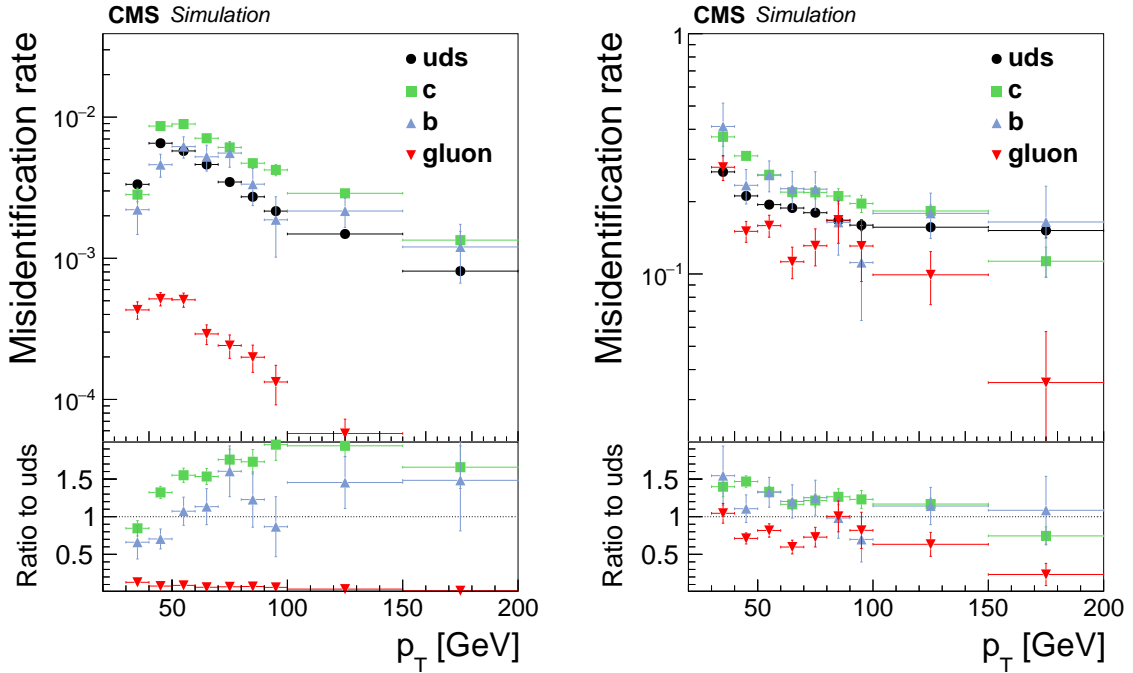 CMS Simulation
Misidentification rate
10−2
10−3
10−4
uds
c
b
gluon
Ratio to uds
1.5
1
0.5
50 100 150 200
pT [GeV]
CMS Simulation
Misidentification rate
1
10−1
uds
c
b
gluon
Ratio to uds
1.5
1
0.5
50 100 150 200
pT [GeV]